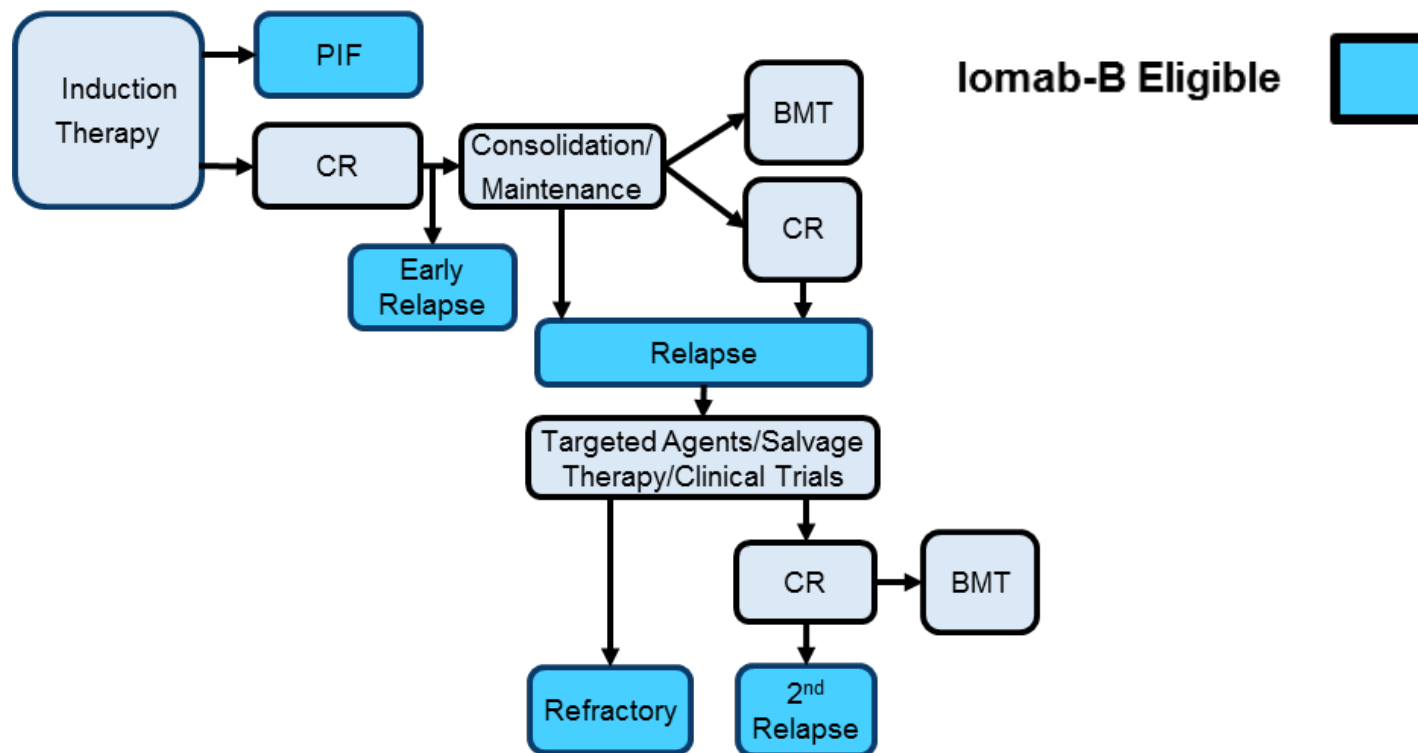 Induction
Therapy
PIF
Iomab-B Eligible
CR
Consolidation/
Maintenance
BMT
CR
Early
Relapse
Relapse
Targeted Agents/Salvage
Therapy/Clinical Trials
CR
BMT
Refractory
2nd
Relapse